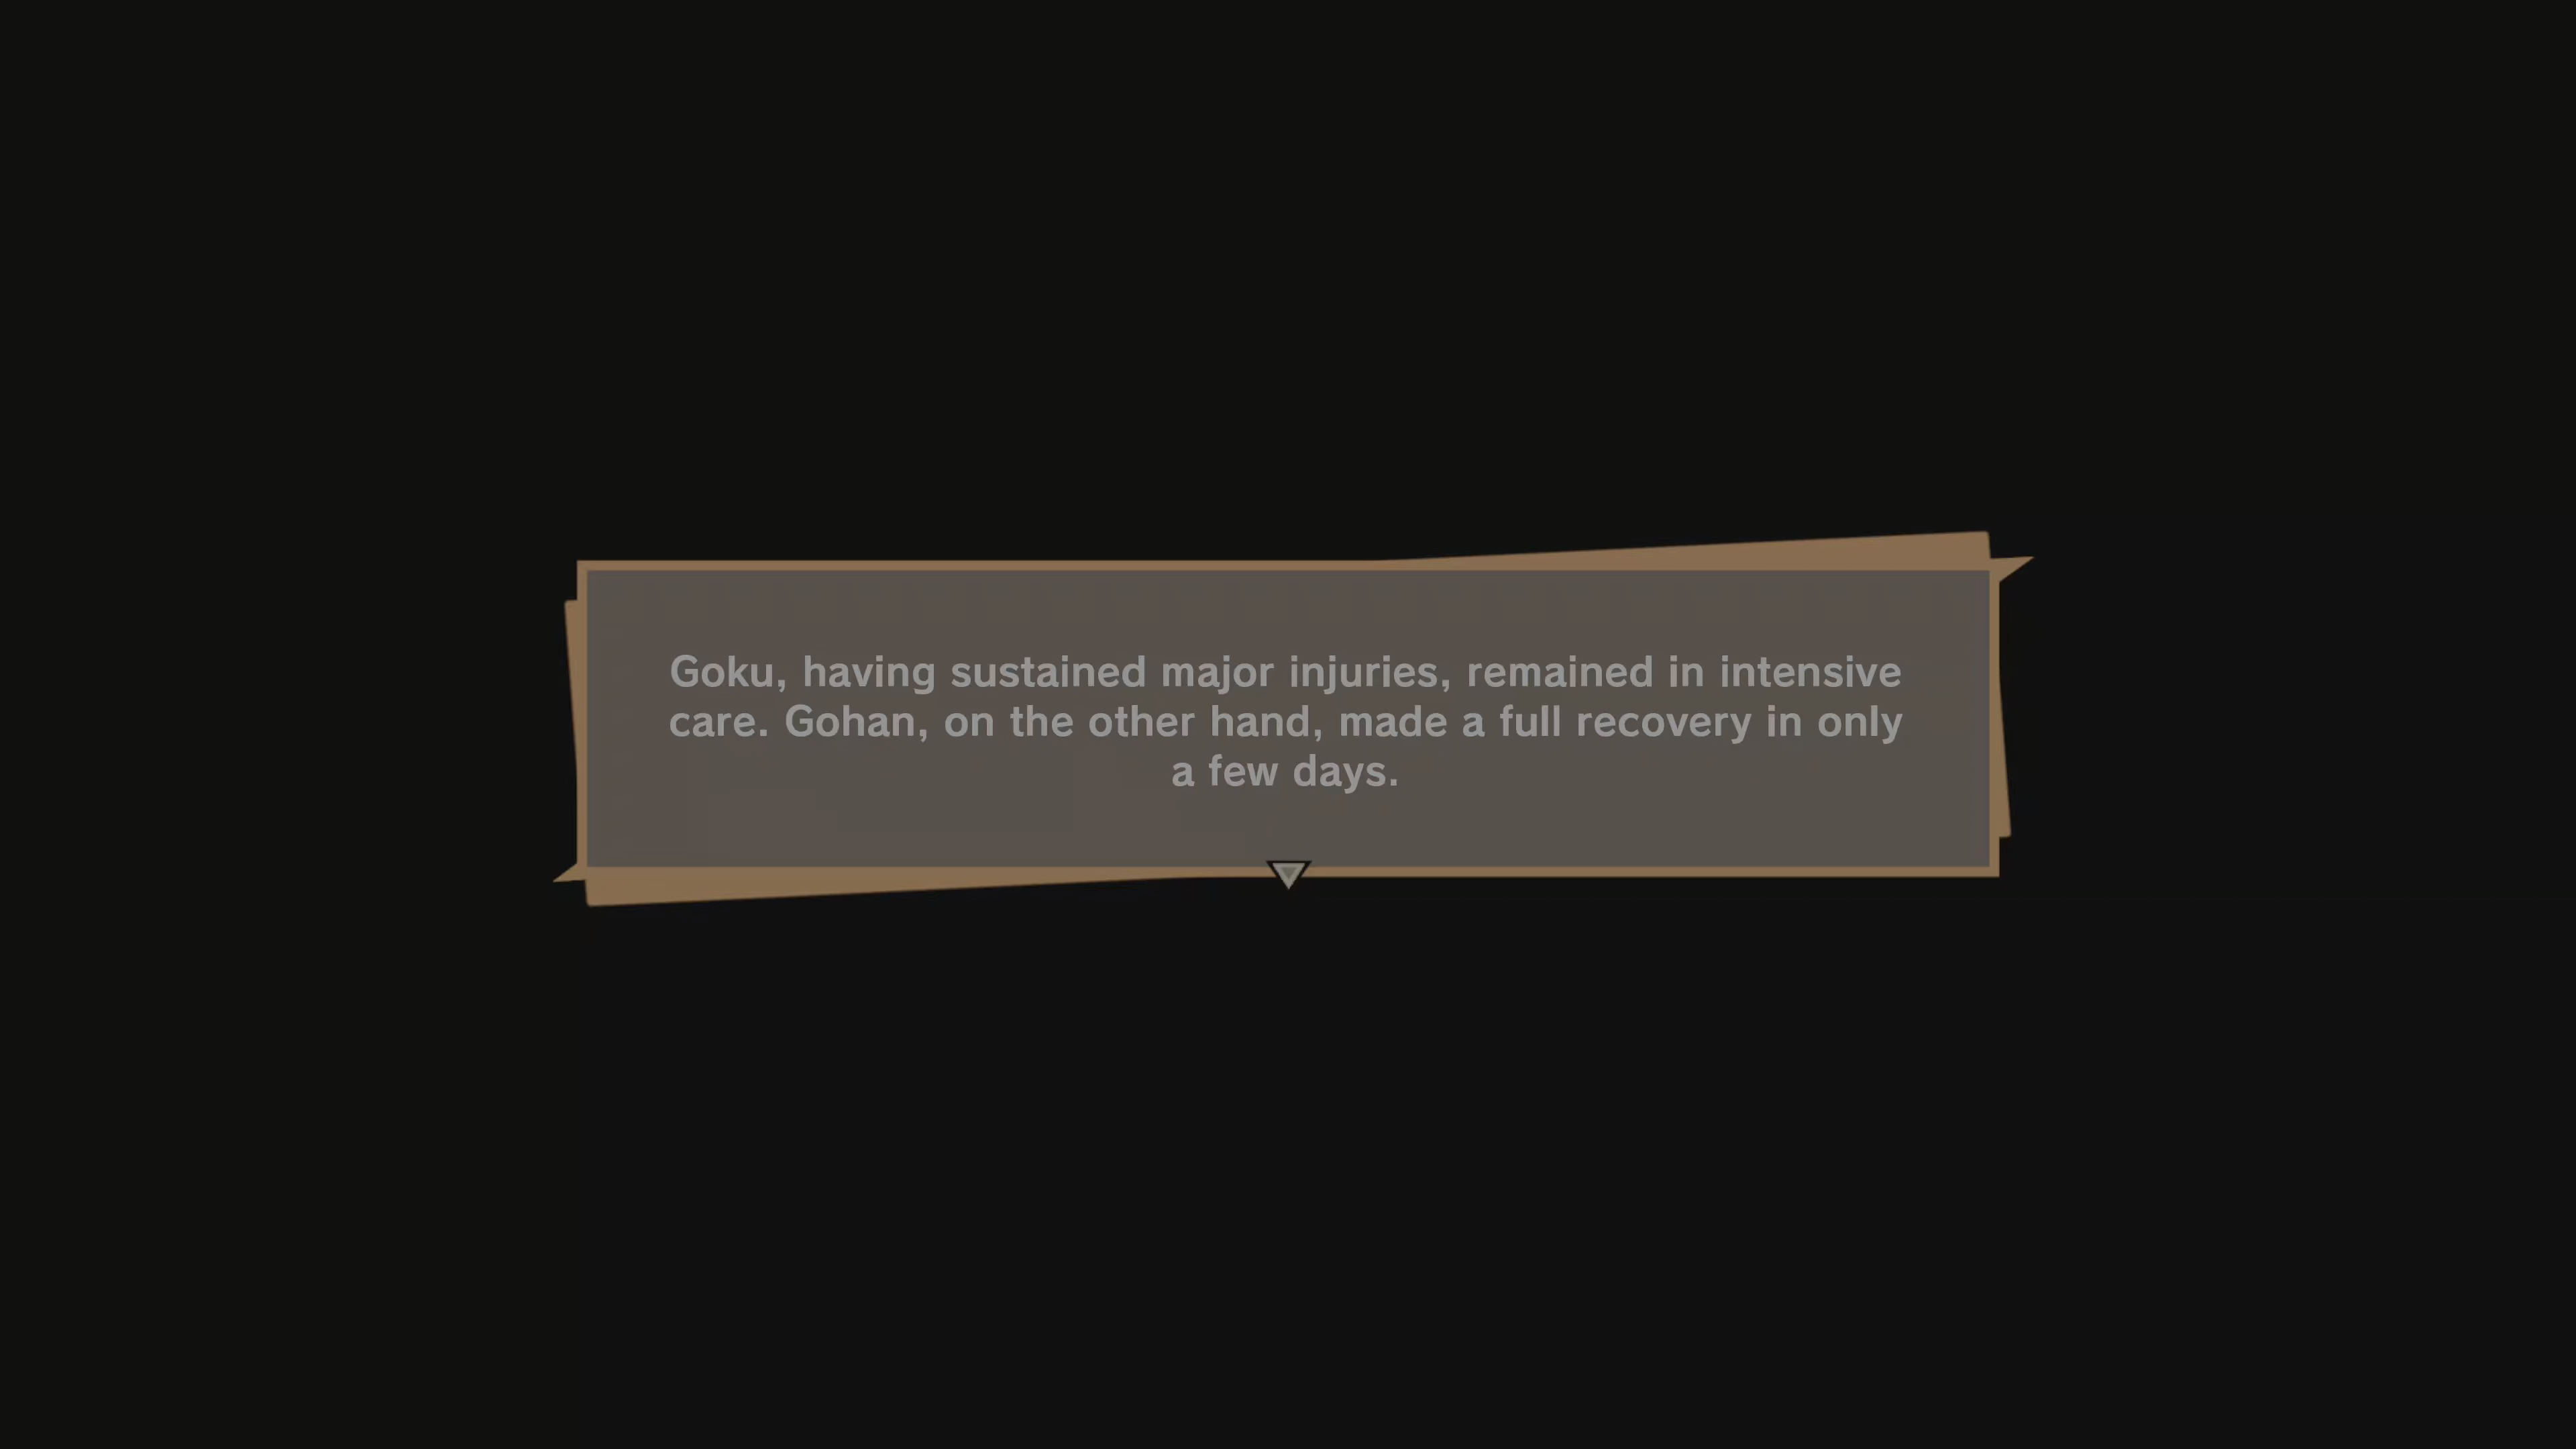 Goku, having sustained major injuries, remained in intensive
care. Gohan, on the other hand, made a full recovery in only
a few days.